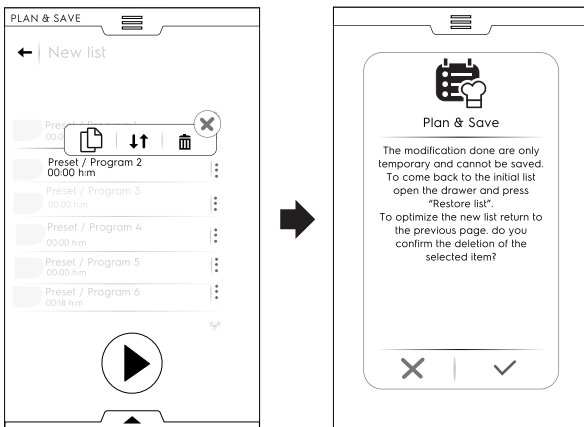 PLAN & SAVE
New list
Preset / Program 1
00:0
Preset / Program 2
00:00 h:m
Preset / Program 3
00:00 h:m
Preset / Program 4
00:00 h:m
Preset / Program 5
00:00 h:m
Preset / Program 6
00:18 h:m
Plan & Save
The modification done are only
temporary and cannot be saved.
To come back to the initial list
open the drawer and press
"Restore list".
To optimize the new list return to
the previous page. do you
confirm the deletion of the
selected item?